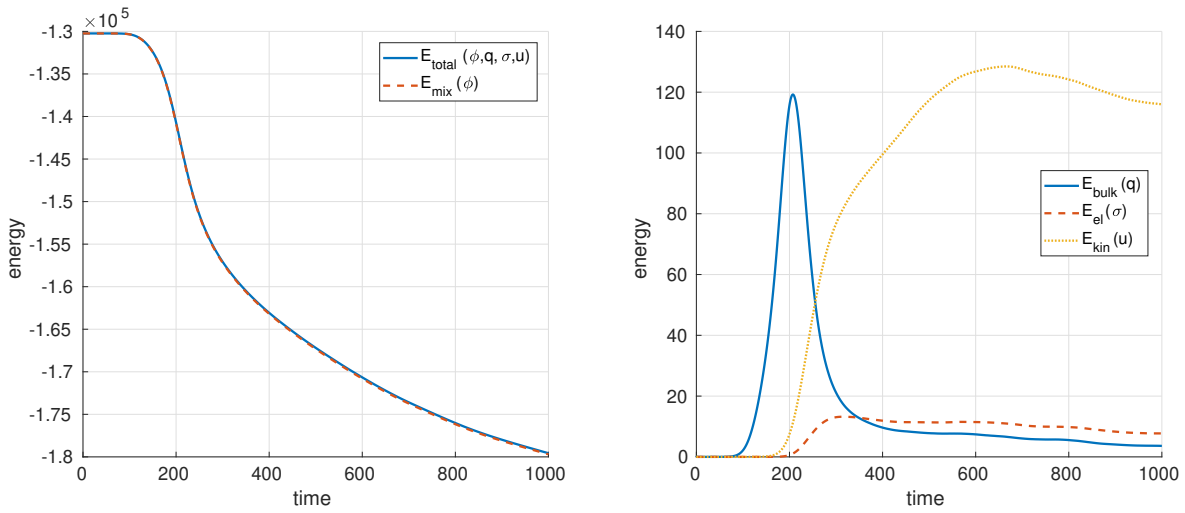 ×10⁵
-1.3
-1.35
-1.4
-1.45
-1.5
-1.55
-1.6
-1.65
-1.7
-1.75
-1.8
energy
0 200 400 600 800 1000
time
E_total (ϕ,q, σ,u)
E_mix (ϕ)
140
120
100
80
60
40
20
0
energy
0 200 400 600 800 1000
time
E_bulk (q)
E_el (σ)
E_kin (u)